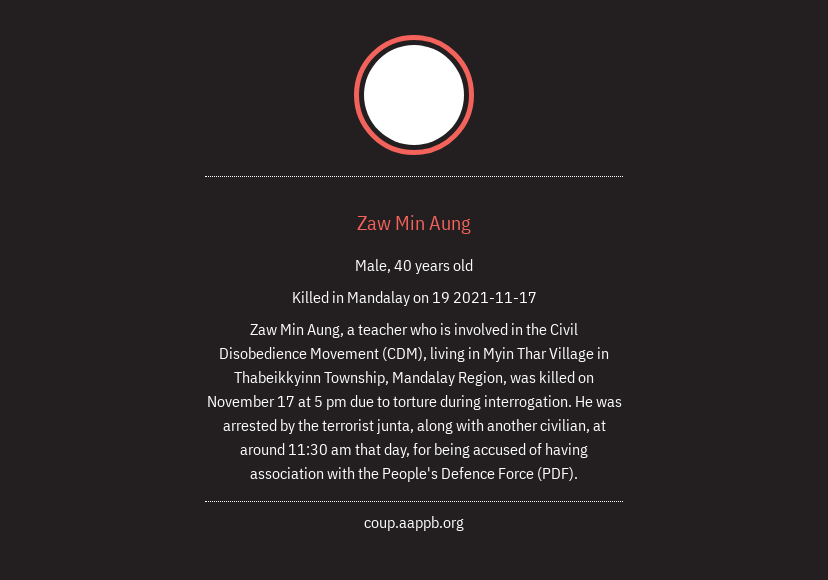 Zaw Min Aung
Male, 40 years old
Killed in Mandalay on 19 2021-11-17
Zaw Min Aung, a teacher who is involved in the Civil
Disobedience Movement (CDM), living in Myin Thar Village in
Thabeikkyinn Township, Mandalay Region, was killed on
November 17 at 5 pm due to torture during interrogation. He was
arrested by the terrorist junta, along with another civilian, at
around 11:30 am that day, for being accused of having
association with the People's Defence Force (PDF).
coup.aappb.org